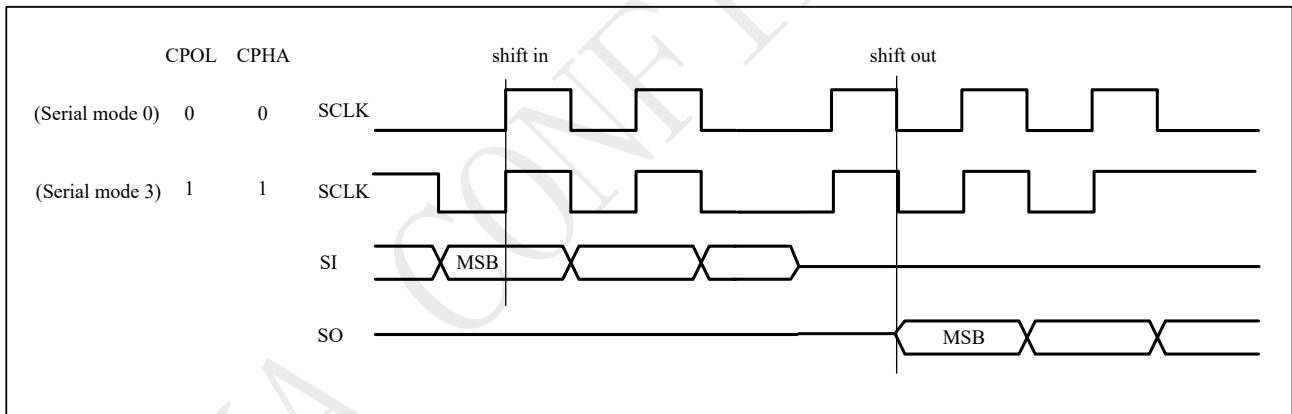 CPOL CPHA shift in shift out
(Serial mode 0) 0 0 SCLK
(Serial mode 3) 1 1 SCLK
SI MSB
SO MSB